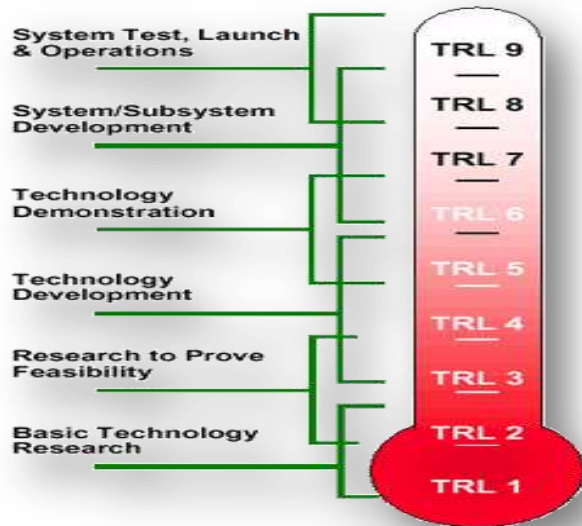 System Test, Launch
& Operations
System/Subsystem
Development
Technology
Demonstration
Technology
Development
Research to Prove
Feasibility
Basic Technology
Research
TRL 9
TRL 8
TRL 7
TRL 6
TRL 5
TRL 4
TRL 3
TRL 2
TRL 1